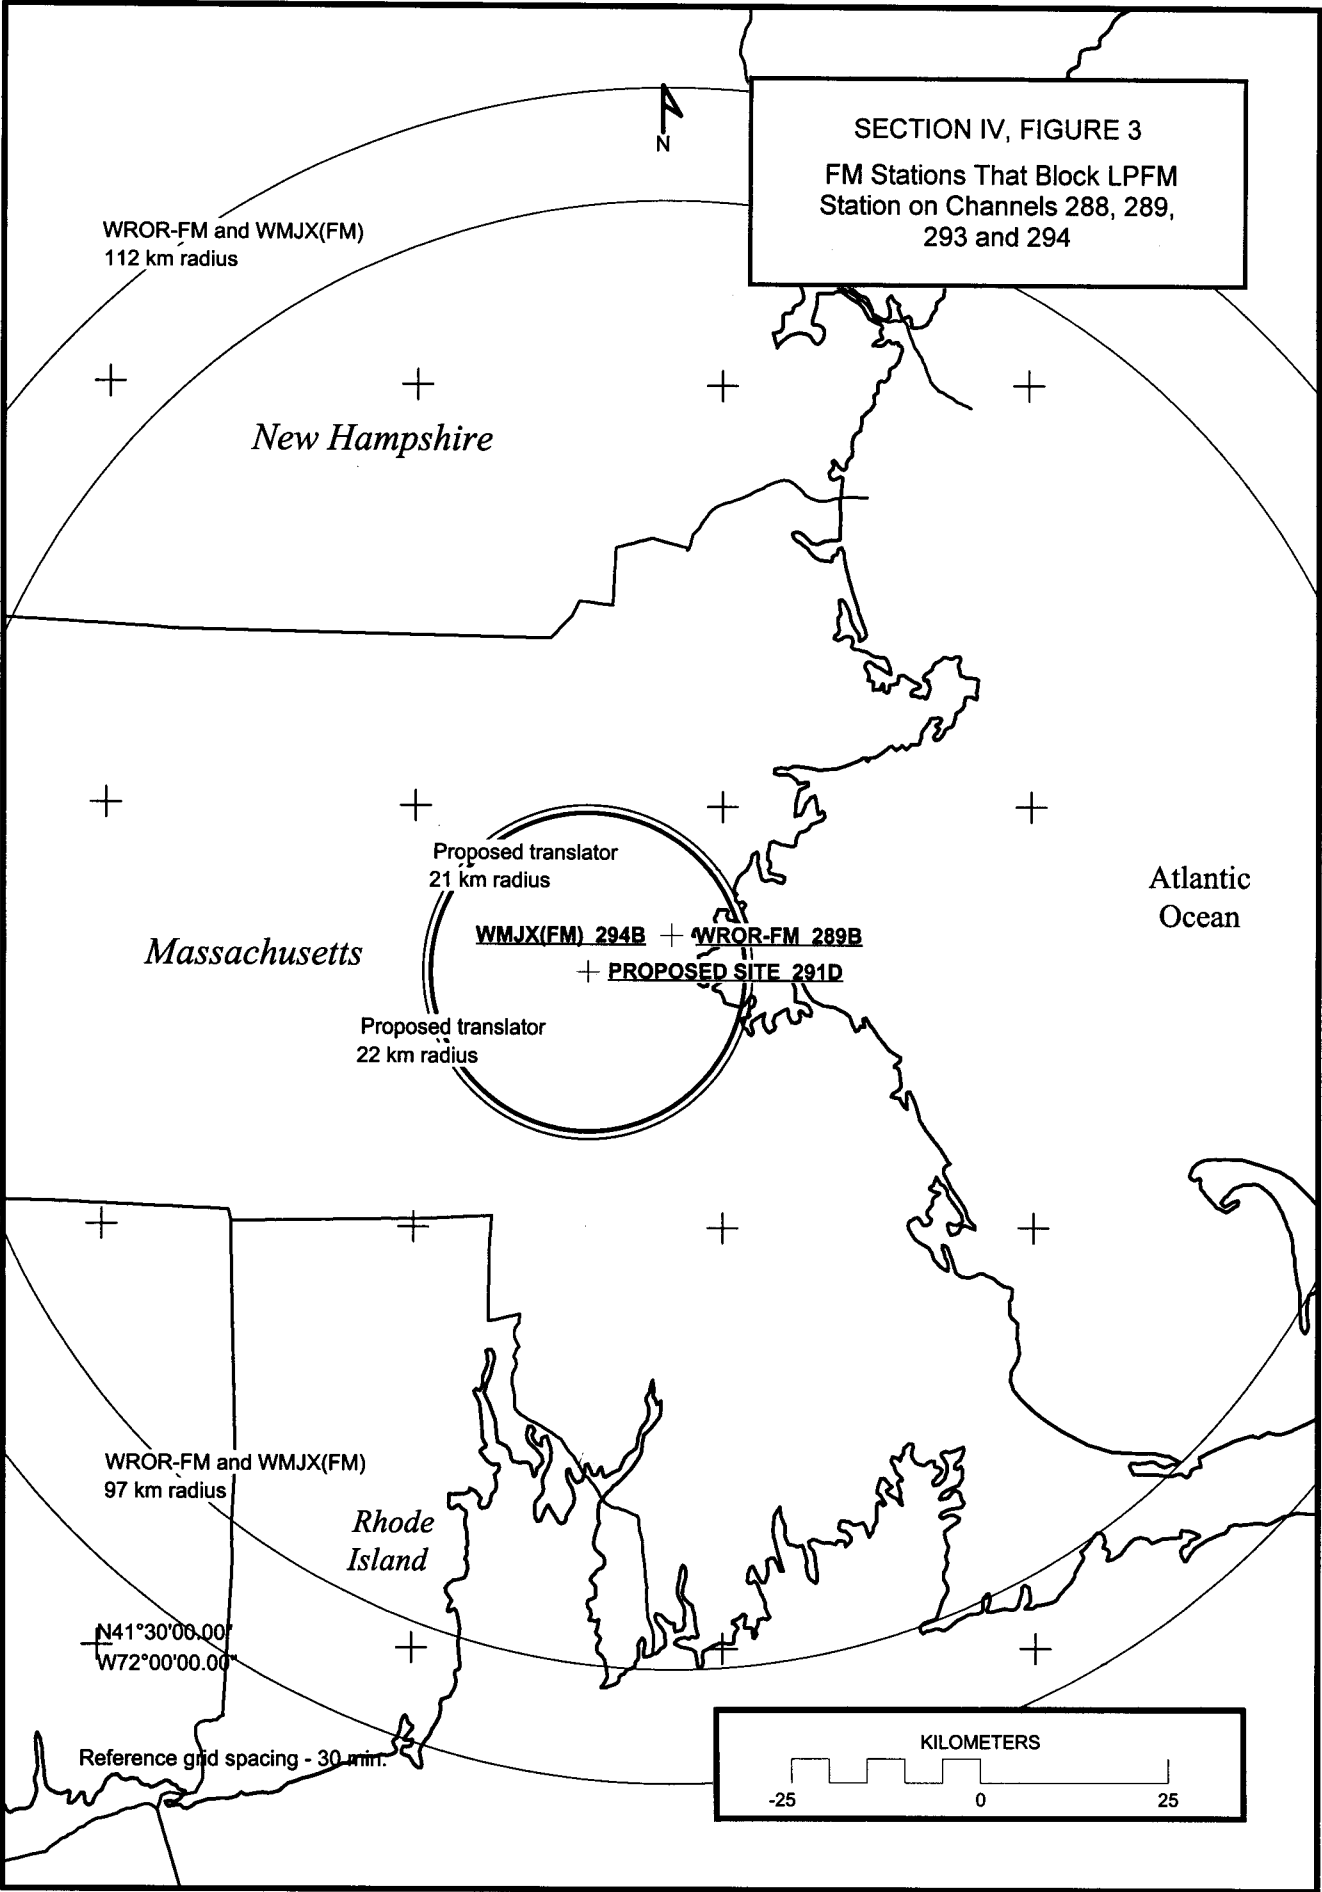 SECTION IV, FIGURE 3
FM Stations That Block LPFM
Station on Channels 288, 289,
293 and 294
N
WROR-FM and WMJX(FM)
112 km radius
New Hampshire
Proposed translator
21 km radius
Atlantic
Ocean
WMJX(FM) 294B
WROR-FM 289B
Massachusetts
PROPOSED SITE 291D
Proposed translator
22 km radius
WROR-FM and WMJX(FM)
97 km radius
Rhode
Island
N41°30'00.00"
W72°00'00.00"
Reference grid spacing - 30 min.
KILOMETERS
-25 0 25